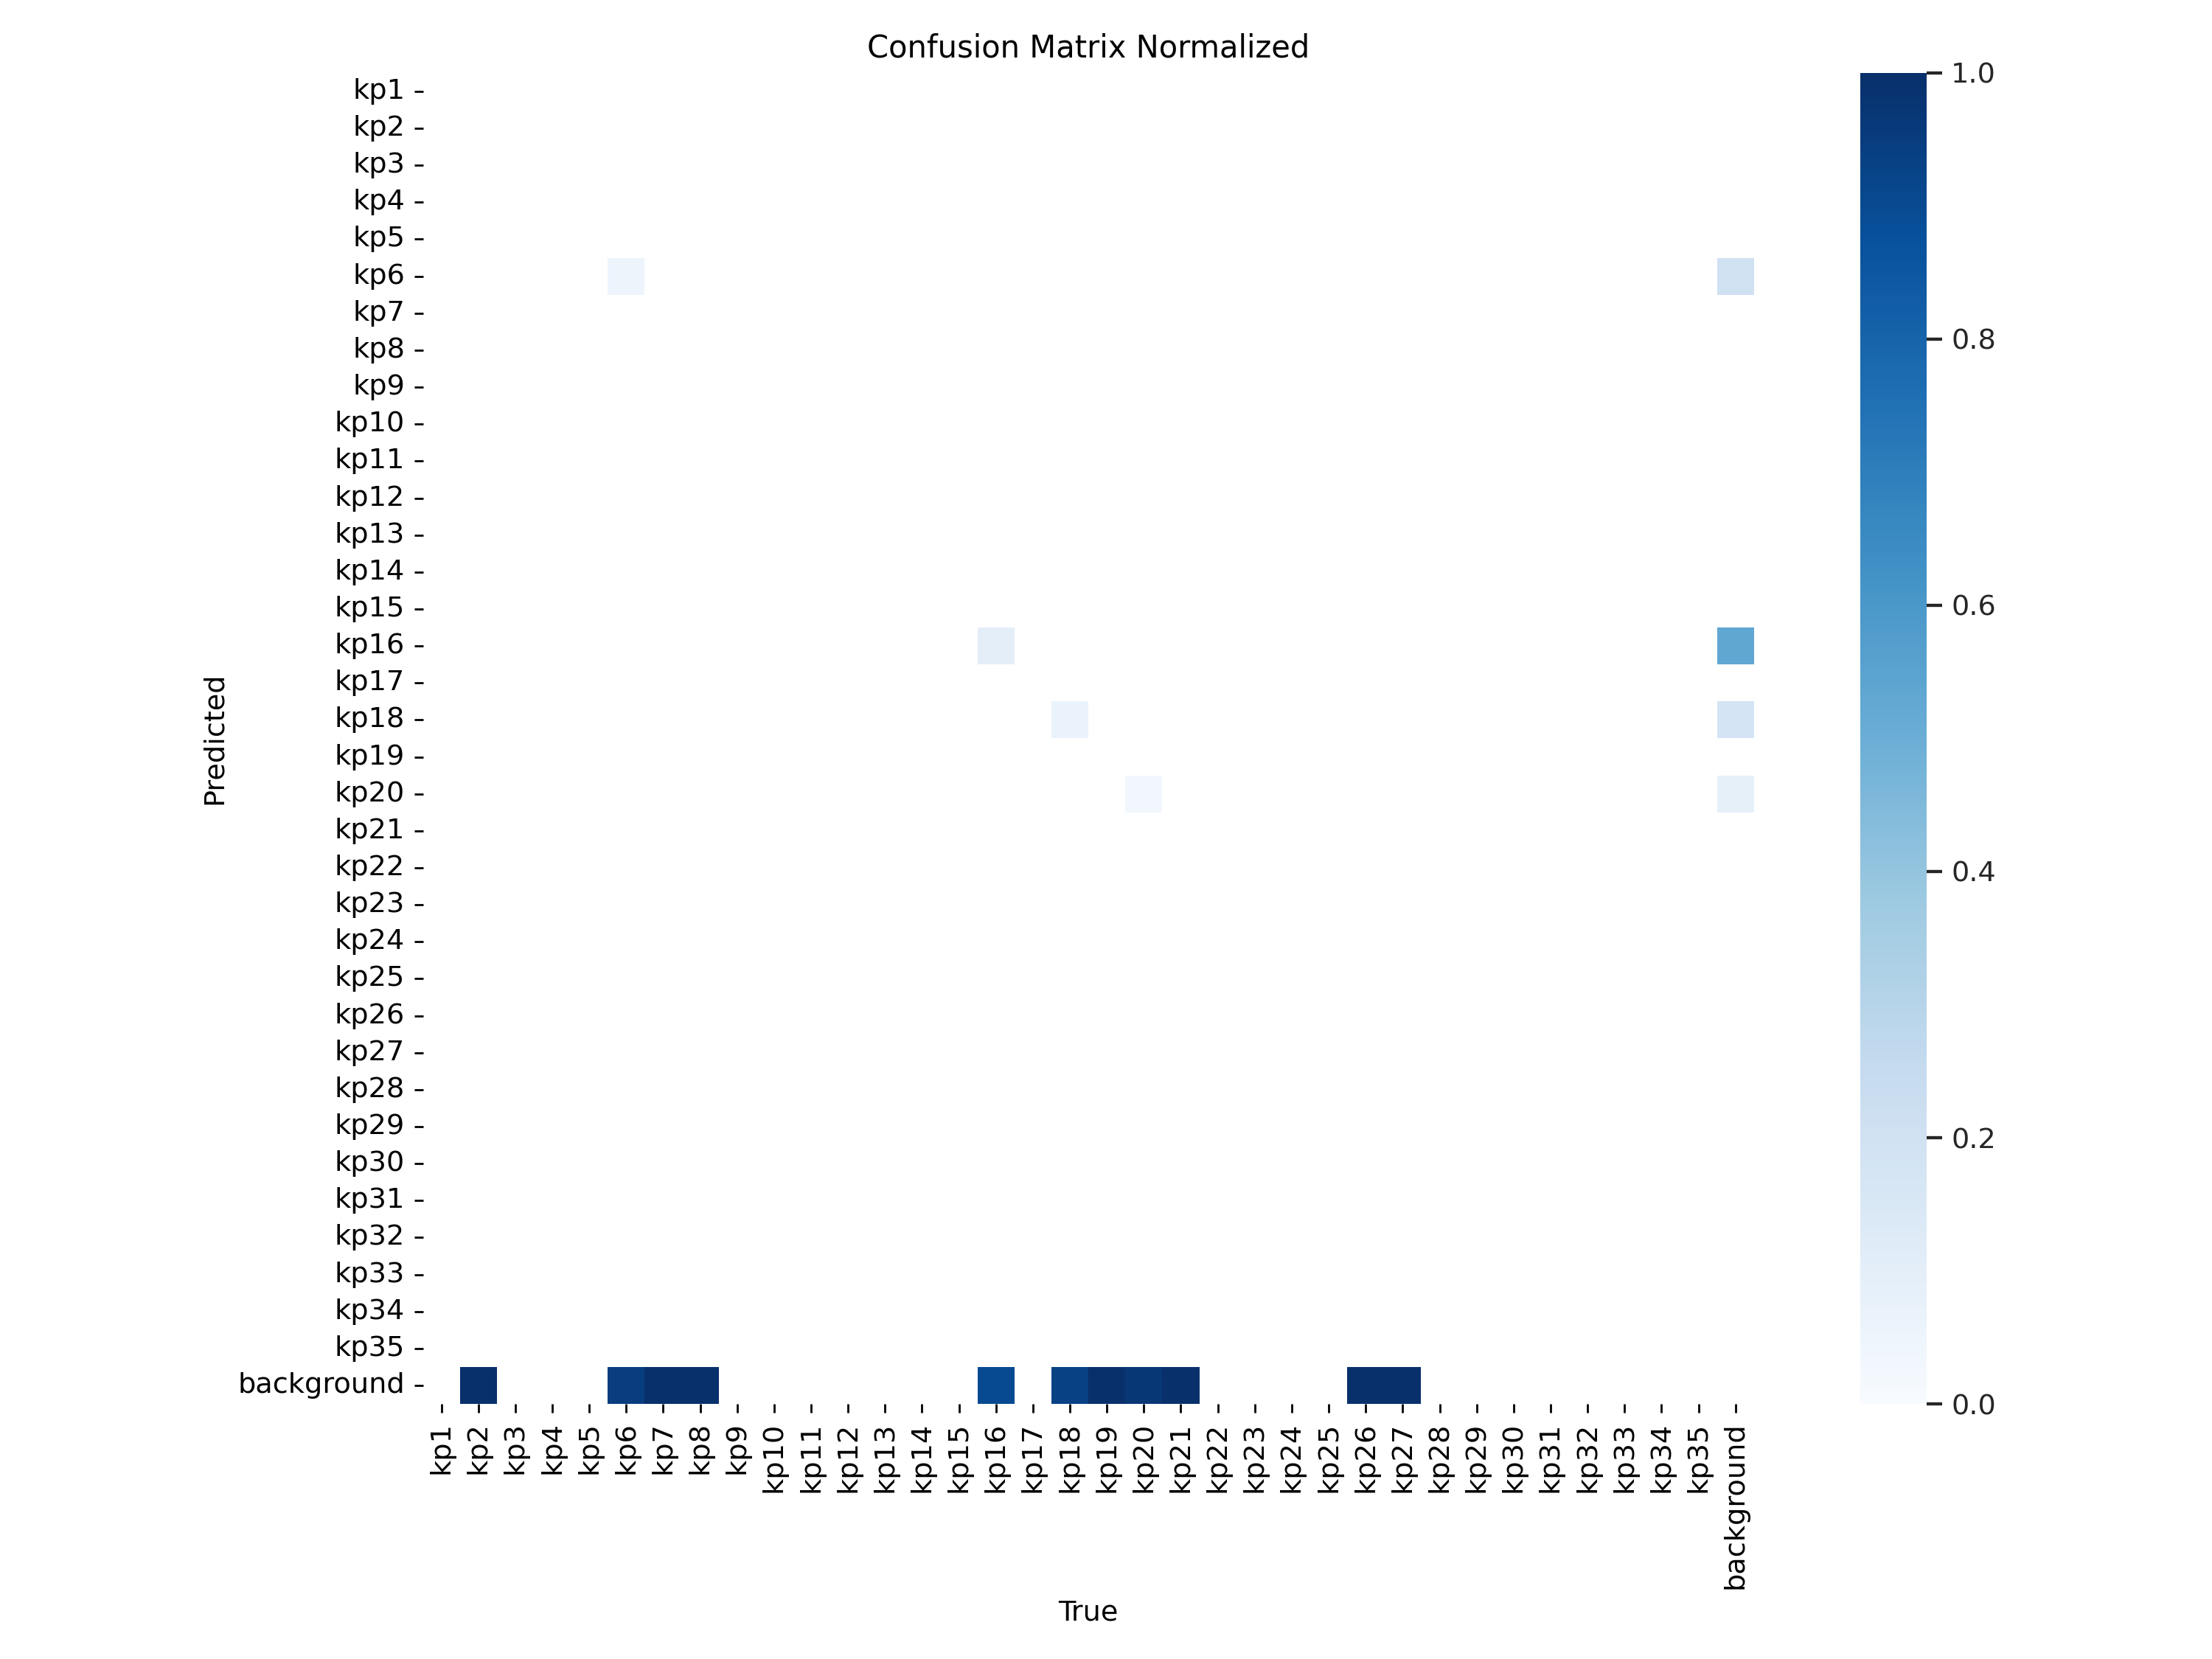 Confusion Matrix Normalized
Predicted
kp1
kp2
kp3
kp4
kp5
kp6
kp7
kp8
kp9
kp10
kp11
kp12
kp13
kp14
kp15
kp16
kp17
kp18
kp19
kp20
kp21
kp22
kp23
kp24
kp25
kp26
kp27
kp28
kp29
kp30
kp31
kp32
kp33
kp34
kp35
background
kp1
kp2
kp3
kp4
kp5
kp6
kp7
kp8
kp9
kp10
kp11
kp12
kp13
kp14
kp15
kp16
kp17
kp18
kp19
kp20
kp21
kp22
kp23
kp24
kp25
kp26
kp27
kp28
kp29
kp30
kp31
kp32
kp33
kp34
kp35
background
True
1.0
0.8
0.6
0.4
0.2
0.0